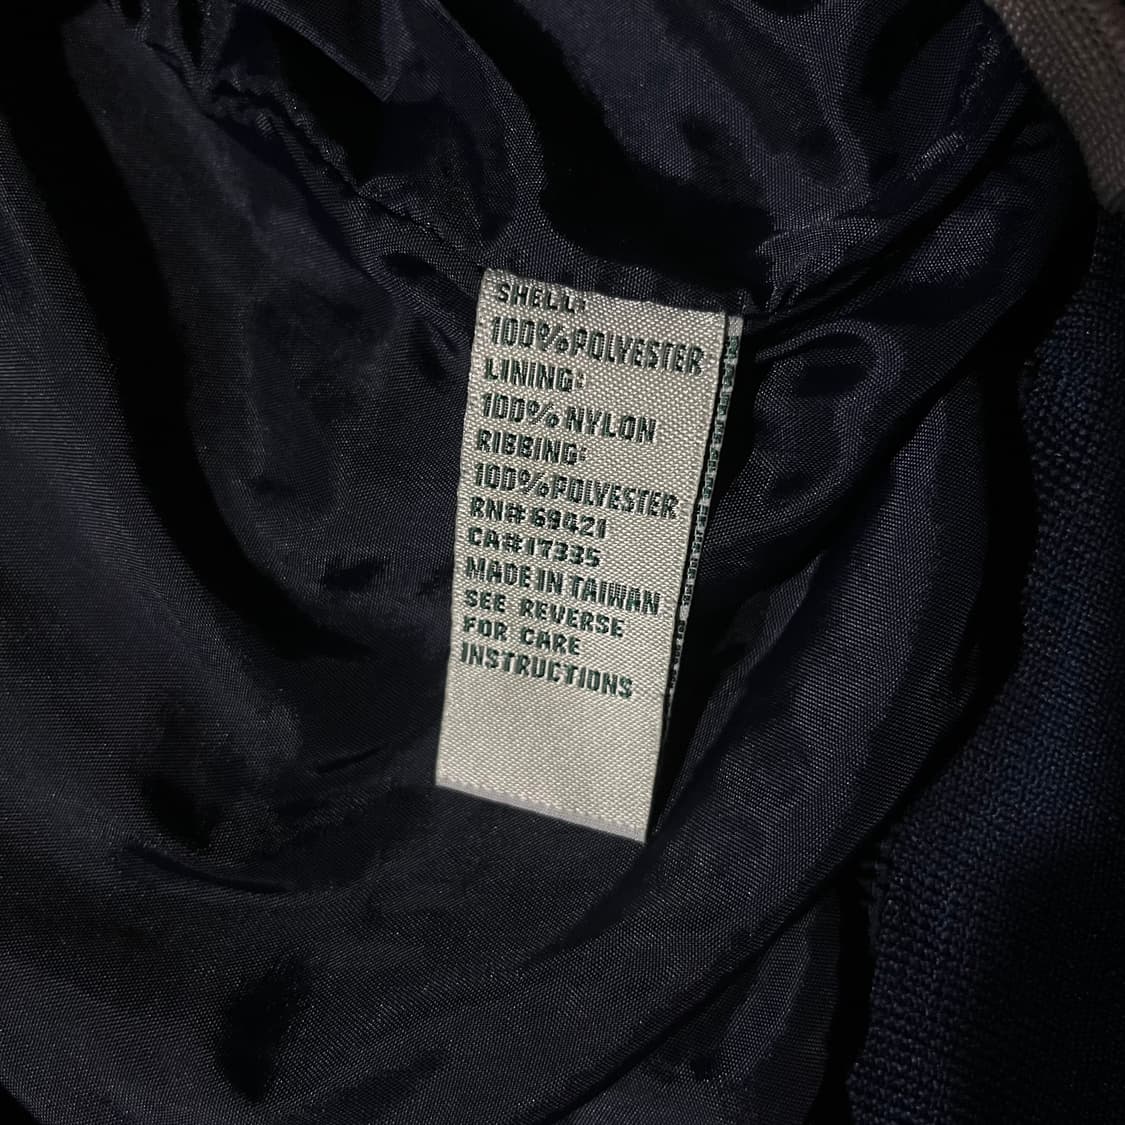 SHELL:
100%POLYESTER
LINING:
100% NYLON
RIBBING:
100%POLYESTER
RN# 69421
CA#17335
MADE IN TAIWAN
SEE REVERSE
FOR CARE
INSTRUCTIONS